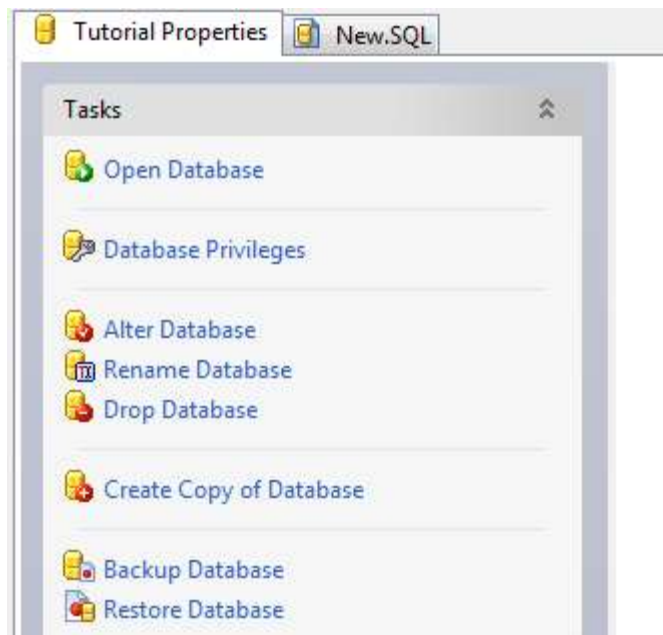 Tutorial Properties New.SQL
Tasks
Open Database
Database Privileges
Alter Database
Rename Database
Drop Database
Create Copy of Database
Backup Database
Restore Database